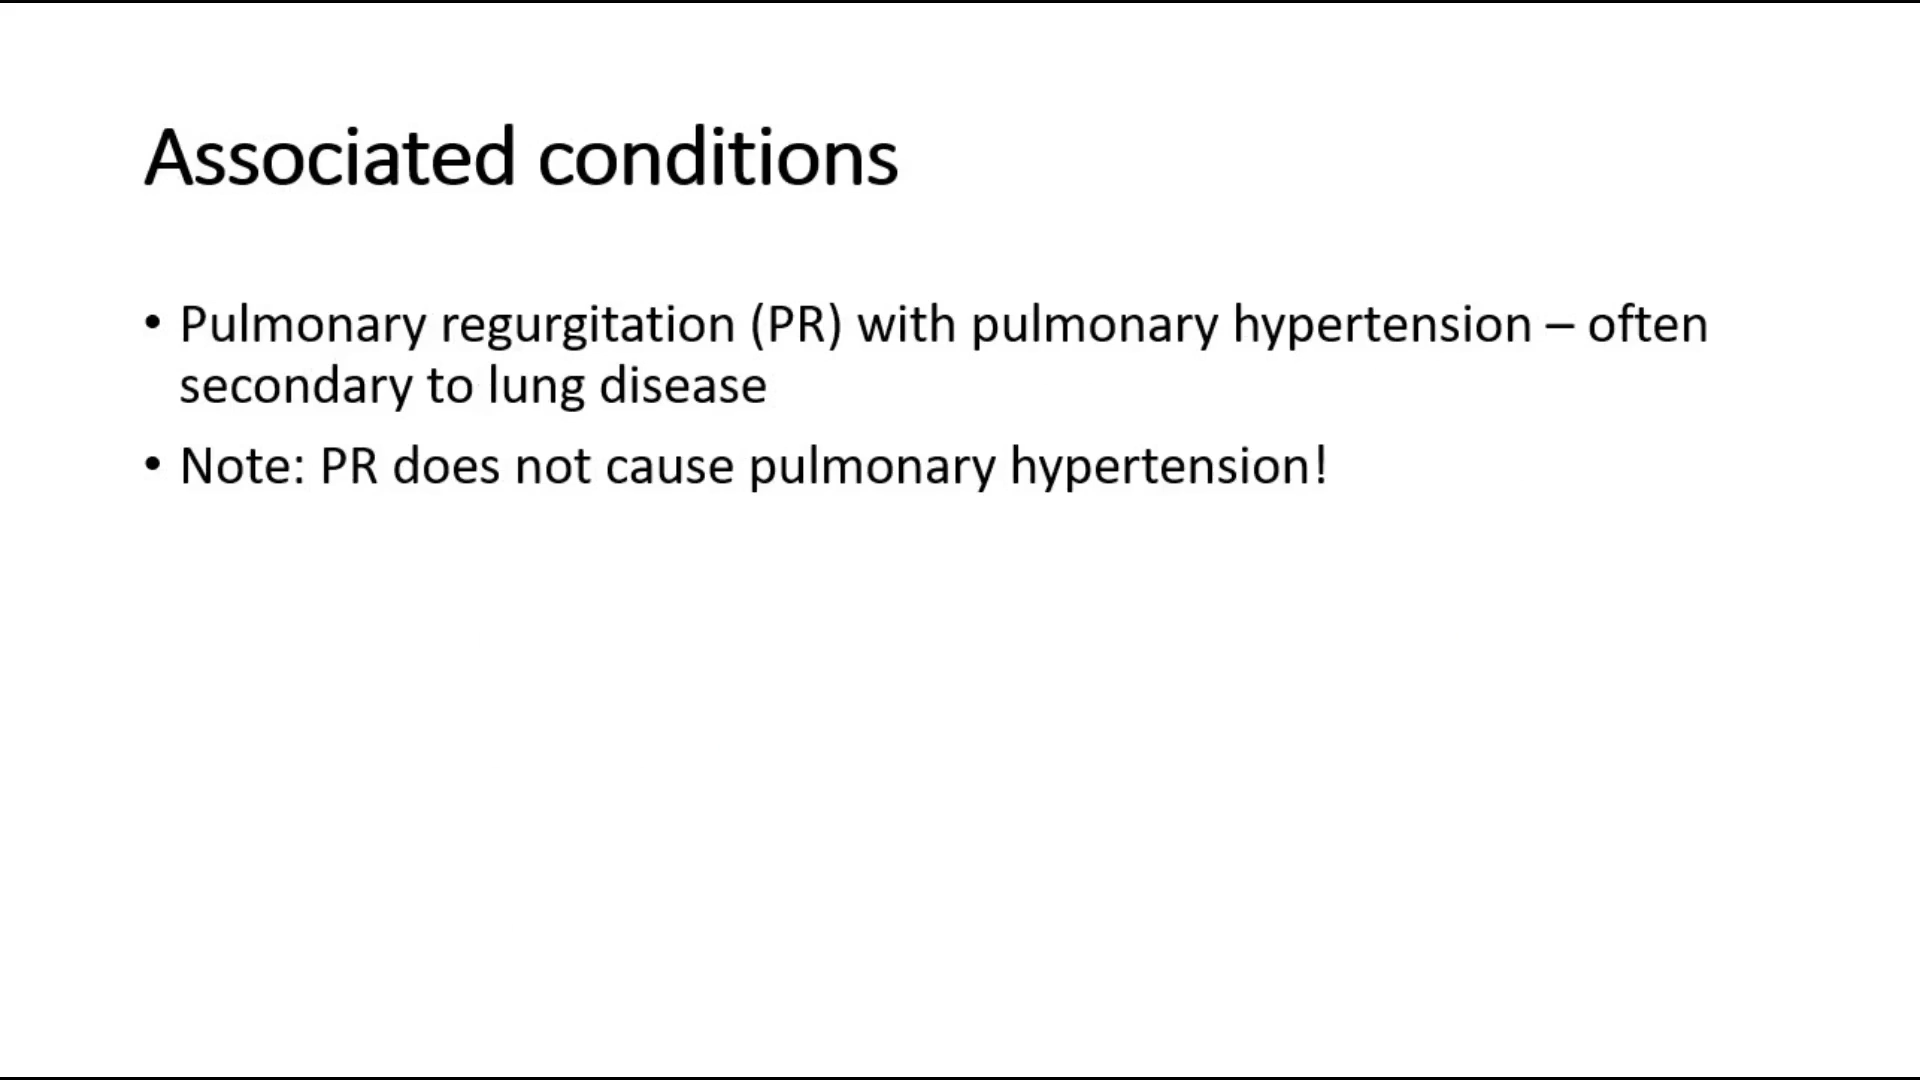 Associated conditions
• Pulmonary regurgitation (PR) with pulmonary hypertension – often
secondary to lung disease
• Note: PR does not cause pulmonary hypertension!